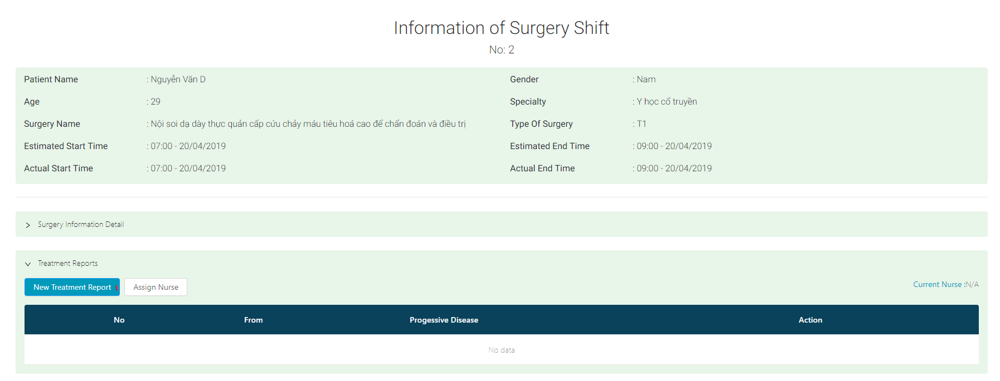 Information of Surgery Shift
No: 2
Patient Name : Nguyễn Văn D Gender : Nam
Age : 29 Specialty : Y học cổ truyền
Surgery Name : Nội soi dạ dày thực quản cấp cứu chảy máu tiêu hoá cao để chẩn đoán và điều trị Type Of Surgery : T1
Estimated Start Time : 07:00 - 20/04/2019 Estimated End Time : 09:00 - 20/04/2019
Actual Start Time : 07:00 - 20/04/2019 Actual End Time : 09:00 - 20/04/2019
Surgery Information Detail
Treatment Reports
New Treatment Report 1 Assign Nurse Current Nurse :N/A
No From Progessive Disease Action
No data